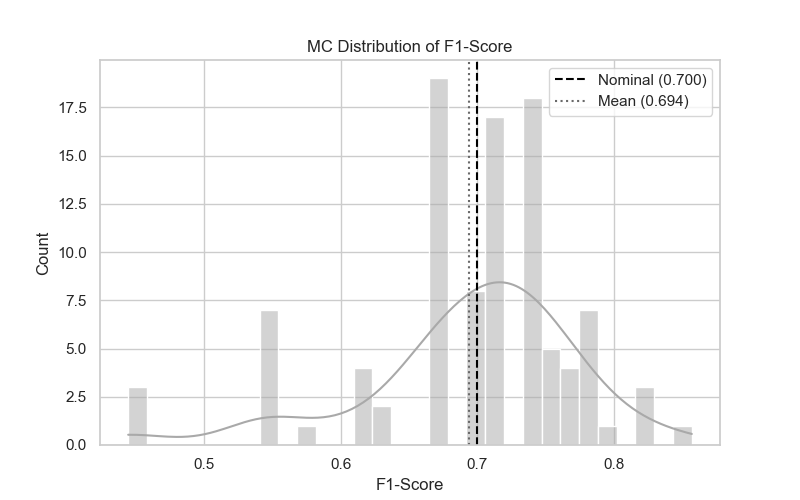 MC Distribution of F1-Score
Nominal (0.700)
Mean (0.694)
17.5
15.0
12.5
10.0
7.5
5.0
2.5
0.0
Count
0.5 0.6 0.7 0.8
F1-Score